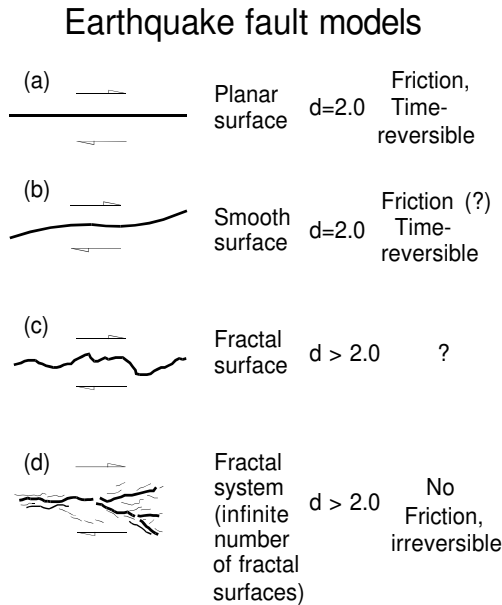 Earthquake fault models
(a)
Planar
surface
d=2.0
Friction,
Time-
reversible
(b)
Smooth
surface
d=2.0
Friction (?)
Time-
reversible
(c)
Fractal
surface
d > 2.0
?
(d)
Fractal
system
(infinite
number
of fractal
surfaces)
d > 2.0
No
Friction,
irreversible